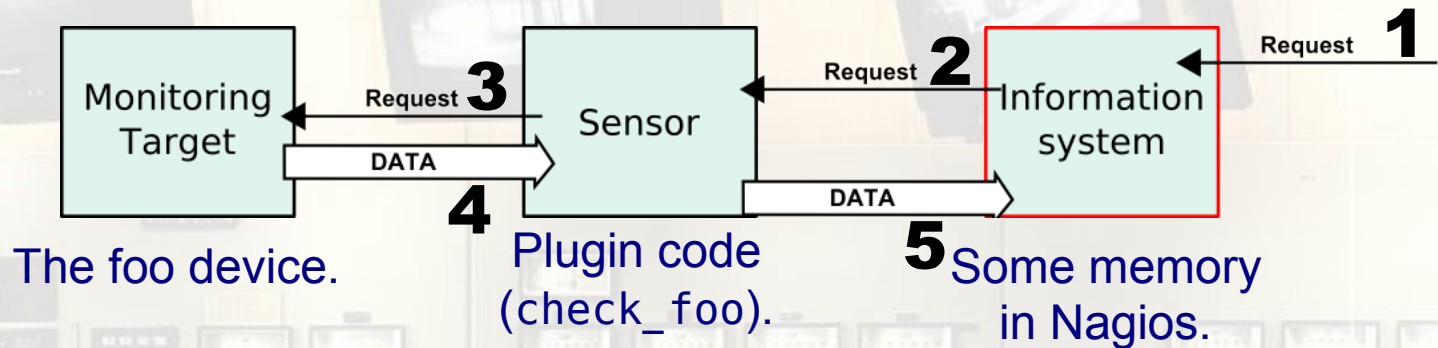 Request 1
Request 2
Request 3
Monitoring
Target
Sensor
Information
system
DATA
4
DATA
5
The foo device.
Plugin code
(check_foo).
Some memory
in Nagios.